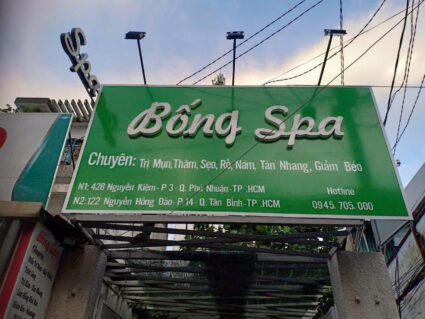 Spa
Bống Spa
Chuyên: Trị Mụn, Thâm, Sẹo, Rỗ, Nám, Tàn Nhang, Giảm Béo
N1: 428 Nguyễn Kiệm - P 3 - Q. Phú Nhuận - TP .HCM
N2: 122 Nguyễn Hồng Đào - P 14 - Q. Tân Bình - TP .HCM
Hotline
0945. 705. 000